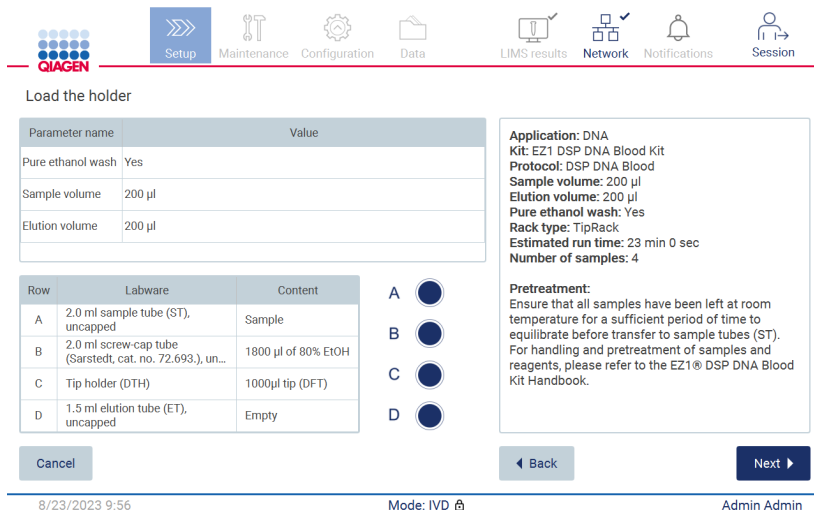 QIAGEN
Setup
Maintenance
Configuration
Data
LIMS results
Network
Notifications
Session
Load the holder
Parameter name Value
Pure ethanol wash Yes
Sample volume 200 µl
Elution volume 200 µl
Row Labware Content
A 2.0 ml sample tube (ST), uncapped Sample
B 2.0 ml screw-cap tube (Sarstedt, cat. no. 72.693.), un... 1800 µl of 80% EtOH
C Tip holder (DTH) 1000µl tip (DFT)
D 1.5 ml elution tube (ET), uncapped Empty
A
B
C
D
Application: DNA
Kit: EZ1 DSP DNA Blood Kit
Protocol: DSP DNA Blood
Sample volume: 200 µl
Elution volume: 200 µl
Pure ethanol wash: Yes
Rack type: TipRack
Estimated run time: 23 min 0 sec
Number of samples: 4
Pretreatment:
Ensure that all samples have been left at room
temperature for a sufficient period of time to
equilibrate before transfer to sample tubes (ST).
For handling and pretreatment of samples and
reagents, please refer to the EZ1® DSP DNA Blood
Kit Handbook.
Cancel
Back
Next
8/23/2023 9:56
Mode: IVD
Admin Admin